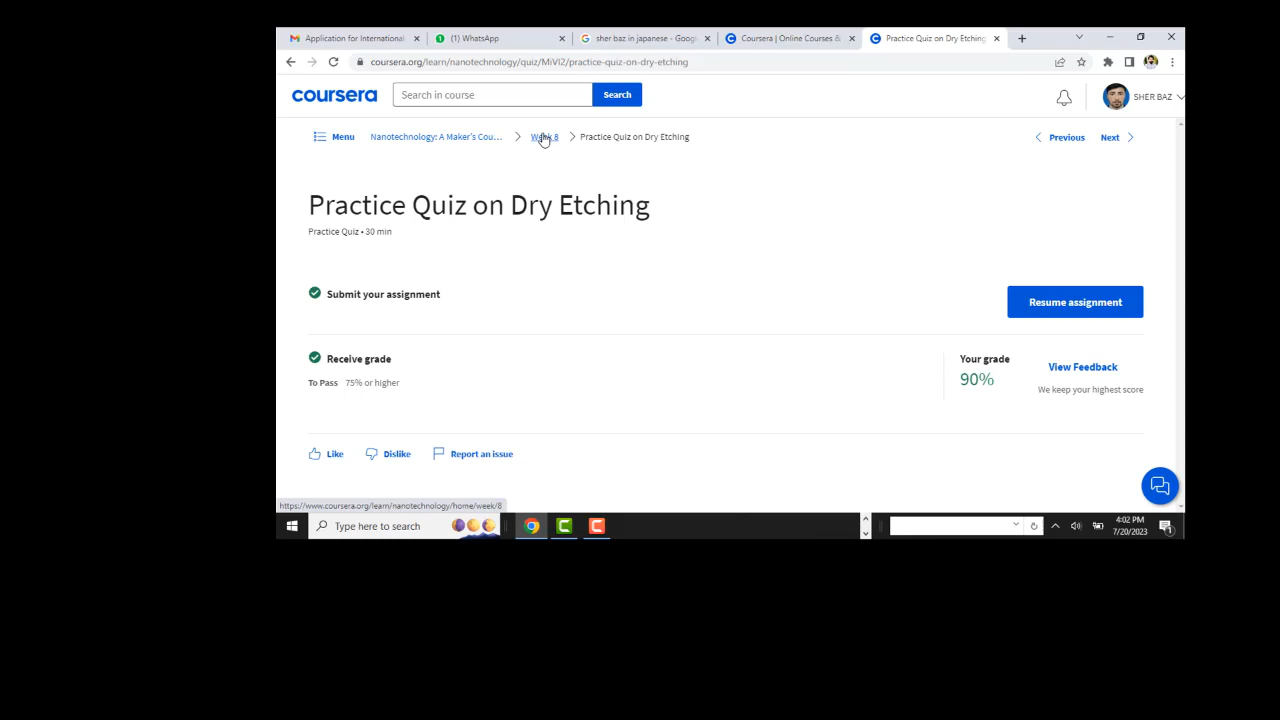 Application for International
(1) WhatsApp
sher baz in japanese - Goog
Coursera | Online Courses &
Practice Quiz on Dry Etching
coursera.org/learn/nanotechnology/quiz/MiVl2/practice-quiz-on-dry-etching
coursera
Search in course
Search
SHER BAZ
Menu
Nanotechnology: A Maker's Cou...
Week 8
Practice Quiz on Dry Etching
Previous
Next
Practice Quiz on Dry Etching
Practice Quiz • 30 min
Submit your assignment
Resume assignment
Receive grade
To Pass 75% or higher
Your grade
90%
View Feedback
We keep your highest score
Like
Dislike
Report an issue
https://www.coursera.org/learn/nanotechnology/home/week/8
Type here to search
4:02 PM
7/20/2023
1